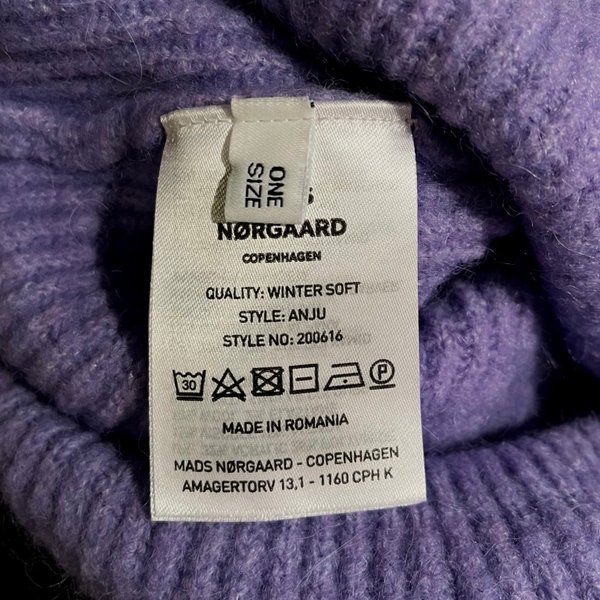 ONE
SIZE
NØRGAARD
COPENHAGEN
QUALITY: WINTER SOFT
STYLE: ANJU
STYLE NO: 200616
30
P
MADE IN ROMANIA
MADS NØRGAARD - COPENHAGEN
AMAGERTORV 13,1 - 1160 CPH K